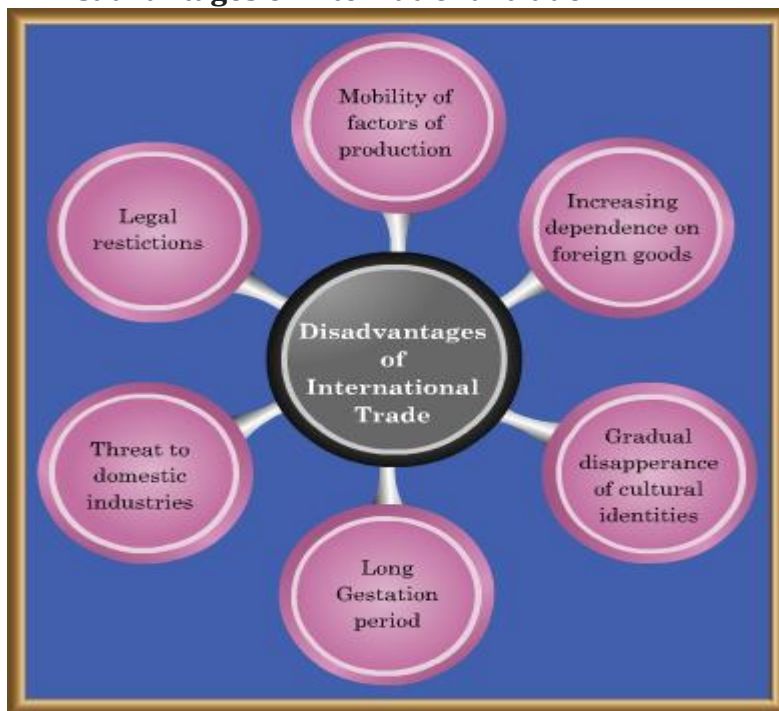 Disadvantages
of
International
Trade
Mobility of
factors of
production
Increasing
dependence on
foreign goods
Gradual
disapperance
of cultural
identities
Long
Gestation
period
Threat to
domestic
industries
Legal
restictions